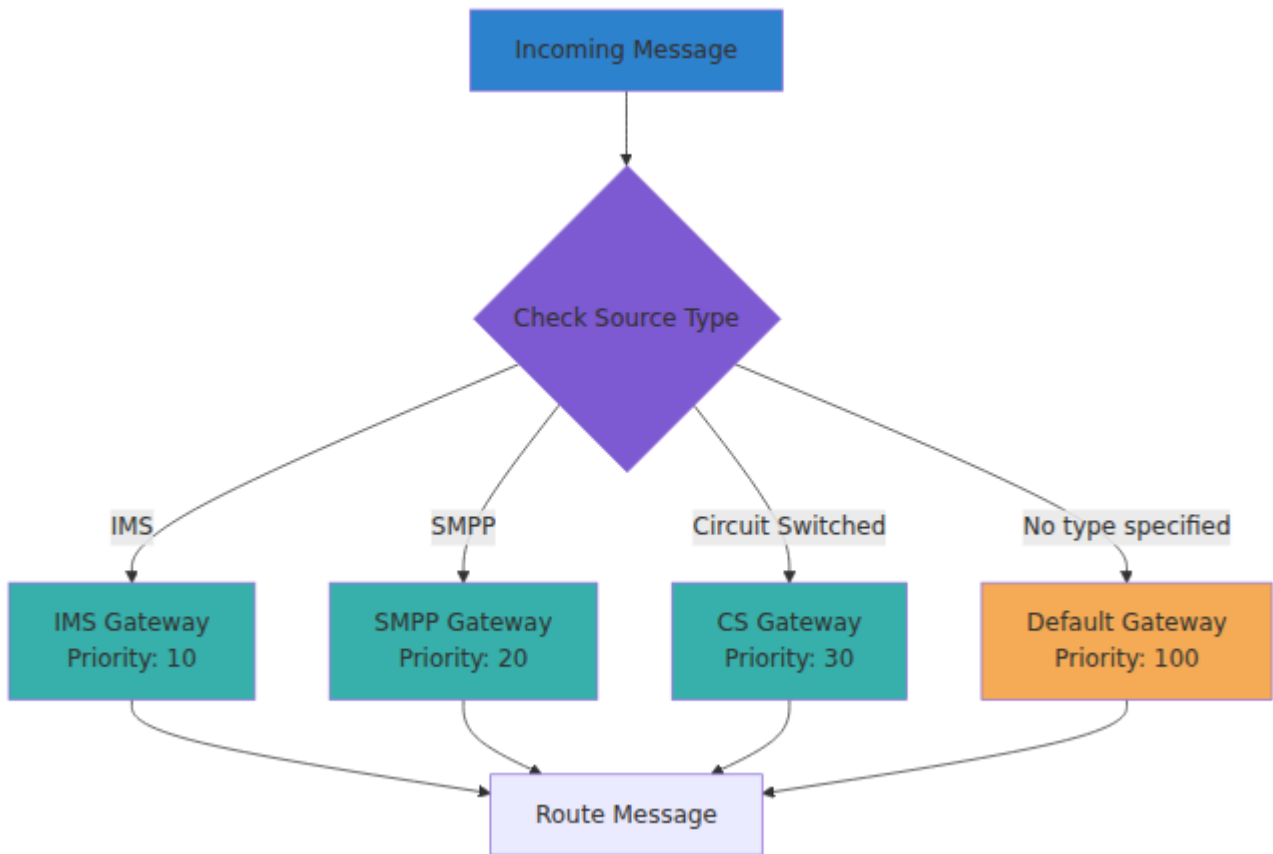 Incoming Message
Check Source Type
IMS
SMPP
Circuit Switched
No type specified
IMS Gateway
Priority: 10
SMPP Gateway
Priority: 20
CS Gateway
Priority: 30
Default Gateway
Priority: 100
Route Message